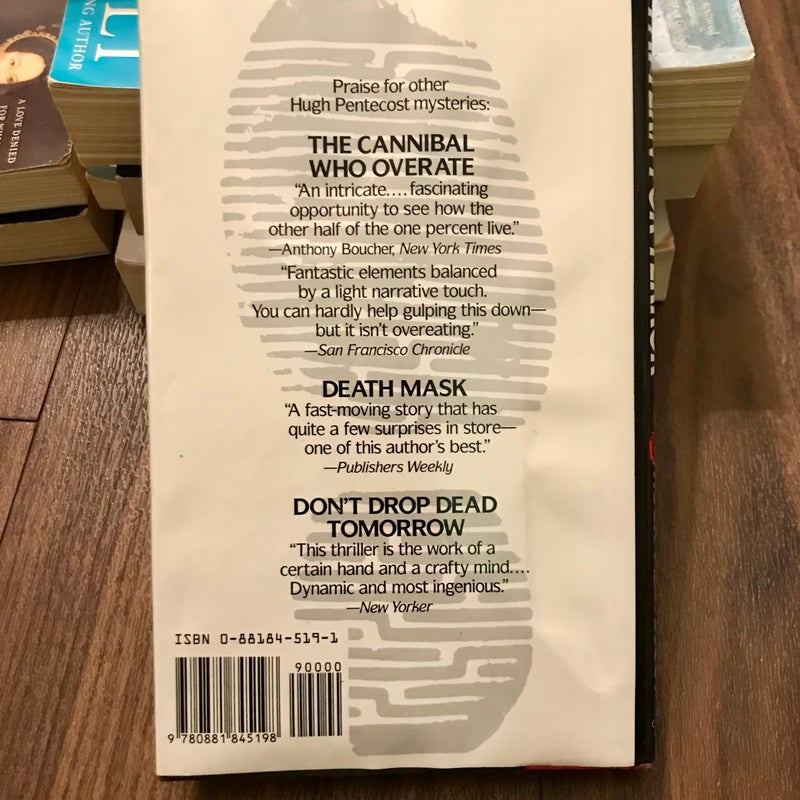 NG AUTHOR
LT
A LOVE DENIED
Praise for other
Hugh Pentecost mysteries:
THE CANNIBAL
WHO OVERATE
“An intricate.... fascinating
opportunity to see how the
other half of the one percent live.”
—Anthony Boucher, New York Times
“Fantastic elements balanced
by a light narrative touch.
You can hardly help gulping this down—
but it isn't overeating.”
—San Francisco Chronicle
DEATH MASK
“A fast-moving story that has
quite a few surprises in store—
one of this author's best.”
—Publishers Weekly
DON'T DROP DEAD
TOMORROW
“This thriller is the work of a
certain hand and a crafty mind....
Dynamic and most ingenious.”
—New Yorker
ISBN 0-88184-519-1
90000
9 780881 845198